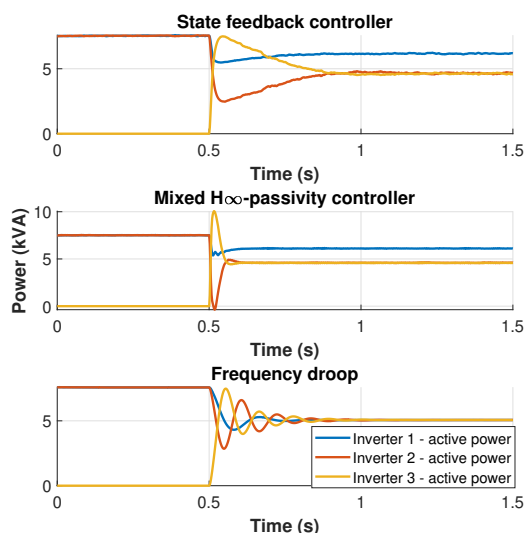 State feedback controller
5
0
0
0.5
1
1.5
Time (s)
Mixed H∞-passivity controller
Power (kVA)
10
5
0
0
0.5
1
1.5
Time (s)
Frequency droop
5
0
Inverter 1 - active power
Inverter 2 - active power
Inverter 3 - active power
0
0.5
1
1.5
Time (s)